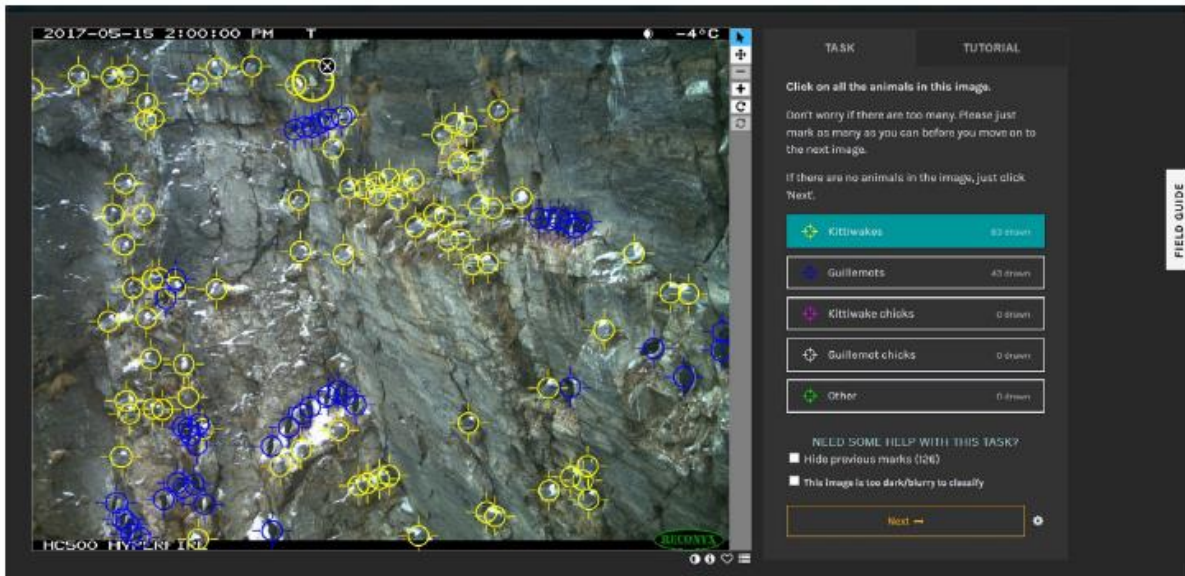 2017-05-15 2:00:00 PM T -4°C
TASK
TUTORIAL
Click on all the animals in this image.
Don't worry if there are too many. Please just
mark as many as you can before you move on to
the next image.
If there are no animals in the image, just click
'Next'.
Kittiwakes 83 drawn
Guillemots 43 drawn
Kittiwake chicks 0 drawn
Guillemot chicks 0 drawn
Other 0 drawn
NEED SOME HELP WITH THIS TASK?
Hide previous marks (126)
This image is too dark/blurry to classify
Next →
FIELD GUIDE
HC500 HYPERFIRE
RECONYX